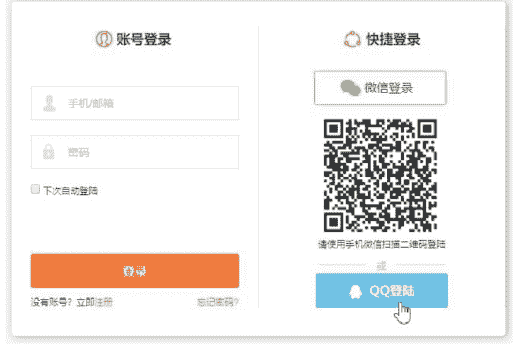 账号登录
手机/邮箱
密码
下次自动登陆
登录
没有账号？立即注册
忘记密码?
快捷登录
微信登录
请使用手机微信扫描二维码登陆
或
QQ登陆